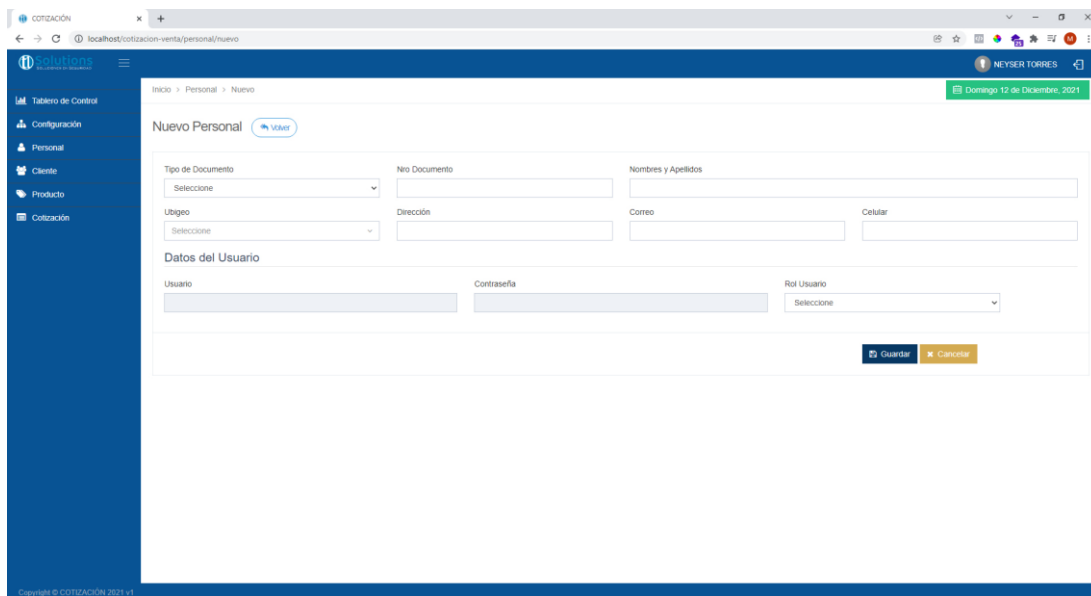 COTIZACIÓN
localhost/cotizacion-venta/personal/nuevo
Solutions
NEYSER TORRES
Inicio > Personal > Nuevo
Domingo 12 de Diciembre, 2021
Tablero de Control
Configuración
Personal
Cliente
Producto
Cotización
Nuevo Personal
Volver
Tipo de Documento
Nro Documento
Nombres y Apellidos
Seleccione
Ubigeo
Dirección
Correo
Celular
Seleccione
Datos del Usuario
Usuario
Contraseña
Rol Usuario
Seleccione
Guardar
Cancelar
Copyright © COTIZACIÓN 2021 v1